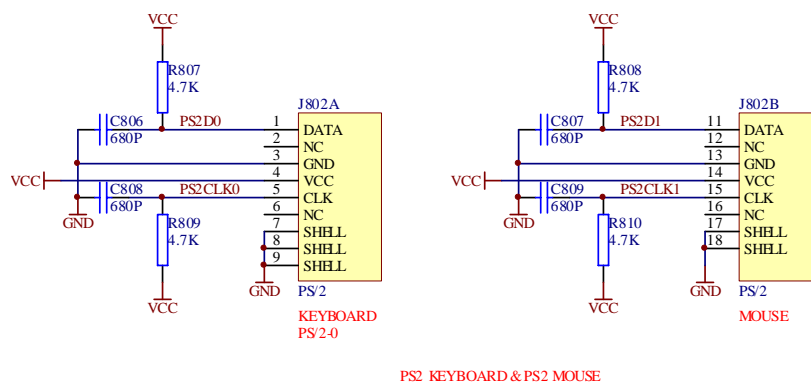 VCC
R807
4.7K
J802A
C806
680P
PS2D0
1
DATA
2
NC
3
GND
VCC
4
VCC
C808
680P
PS2CLK0
5
CLK
6
NC
GND
R809
4.7K
7
SHELL
8
SHELL
9
SHELL
GND
PS/2
VCC
KEYBOARD
PS/2-0
VCC
R808
4.7K
J802B
C807
680P
PS2D1
11
DATA
12
NC
13
GND
VCC
14
VCC
C809
680P
PS2CLK1
15
CLK
16
NC
GND
R810
4.7K
17
SHELL
18
SHELL
GND
PS/2
VCC
MOUSE
PS2 KEYBOARD & PS2 MOUSE